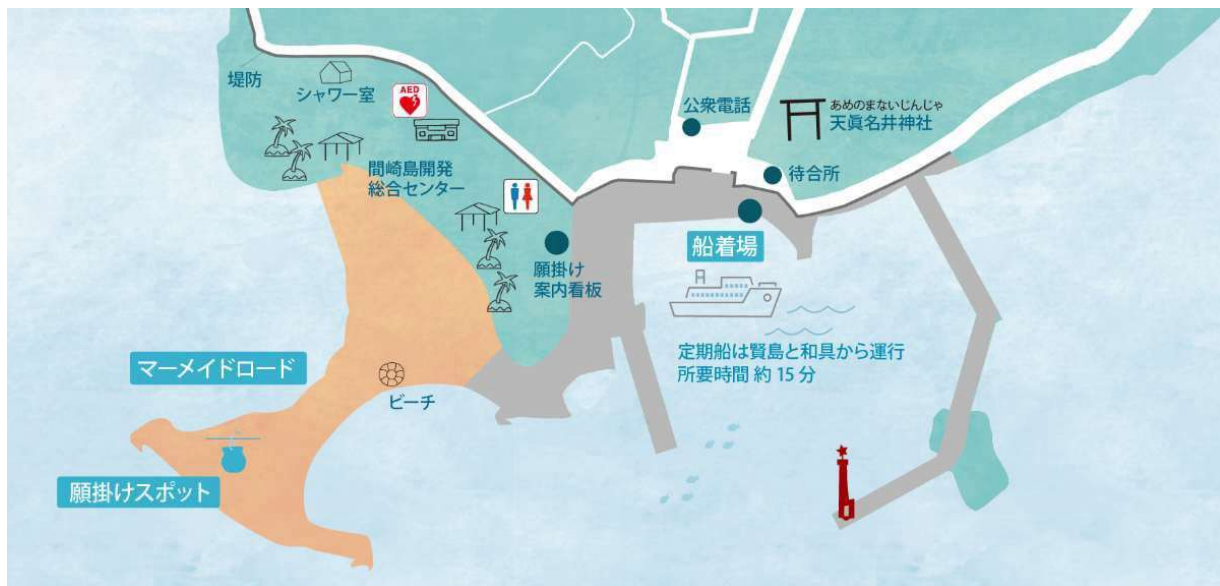 堤防
シャワー室
AED
間崎島開発
総合センター
公衆電話
あめのまないじんじゃ
天眞名井神社
待合所
船着場
願掛け
案内看板
定期船は賢島と和具から運行
所要時間 約 15 分
マーメイドロード
ビーチ
願掛けスポット